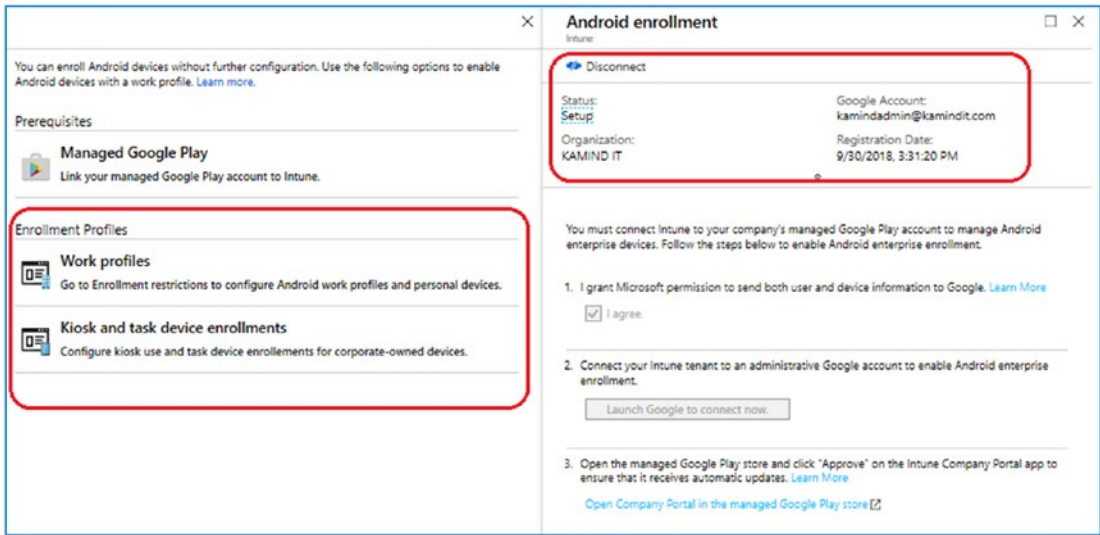 You can enroll Android devices without further configuration. Use the following options to enable
Android devices with a work profile. Learn more.
Prerequisites
Managed Google Play
Link your managed Google Play account to Intune.
Enrollment Profiles
Work profiles
Go to Enrollment restrictions to configure Android work profiles and personal devices.
Kiosk and task device enrollments
Configure kiosk use and task device enrollements for corporate-owned devices.
Android enrollment
Intune
Disconnect
Status:
Setup
Google Account:
kamindadmin@kamindit.com
Organization:
KAMIND IT
Registration Date:
9/30/2018, 3:31:20 PM
You must connect Intune to your company's managed Google Play account to manage Android
enterprise devices. Follow the steps below to enable Android enterprise enrollment.
1. I grant Microsoft permission to send both user and device information to Google. Learn More
I agree.
2. Connect your Intune tenant to an administrative Google account to enable Android enterprise
enrollment.
Launch Google to connect now.
3. Open the managed Google Play store and click "Approve" on the Intune Company Portal app to
ensure that it receives automatic updates. Learn More
Open Company Portal in the managed Google Play store